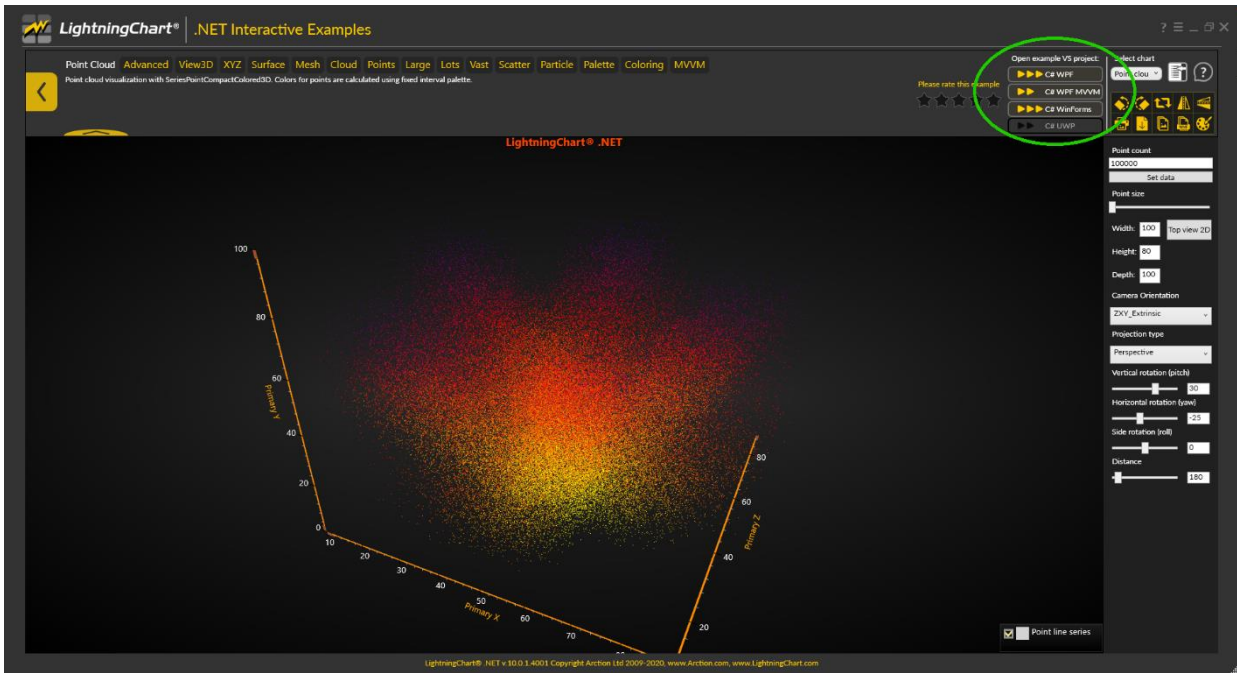 LightningChart® .NET Interactive Examples
Point Cloud Advanced View3D XYZ Surface Mesh Cloud Points Large Lots Vast Scatter Particle Palette Coloring MVVM
Point cloud visualization with SeriesPointCompactColored3D. Colors for points are calculated using fixed interval palette.
Please rate this example
Open example VS project:
C# WPF
C# WPF MVVM
C# WinForms
C# UWP
Select chart
Point clou
LightningChart® .NET
Point count
100000
Set data
Point size
Width: 100 Top view 2D
Height: 80
Depth: 100
Camera Orientation
ZXY_Extrinsic
Projection type
Perspective
Vertical rotation (pitch)
30
Horizontal rotation (yaw)
-25
Side rotation (roll)
0
Distance
180
100
80
60
Primary Y
40
20
0
10
20
30
40
50
Primary X
60
70
80
60
Primary Z
40
20
Point line series
LightningChart® .NET v.10.0.1.4001 Copyright Arction Ltd 2009-2020, www.Arction.com, www.LightningChart.com